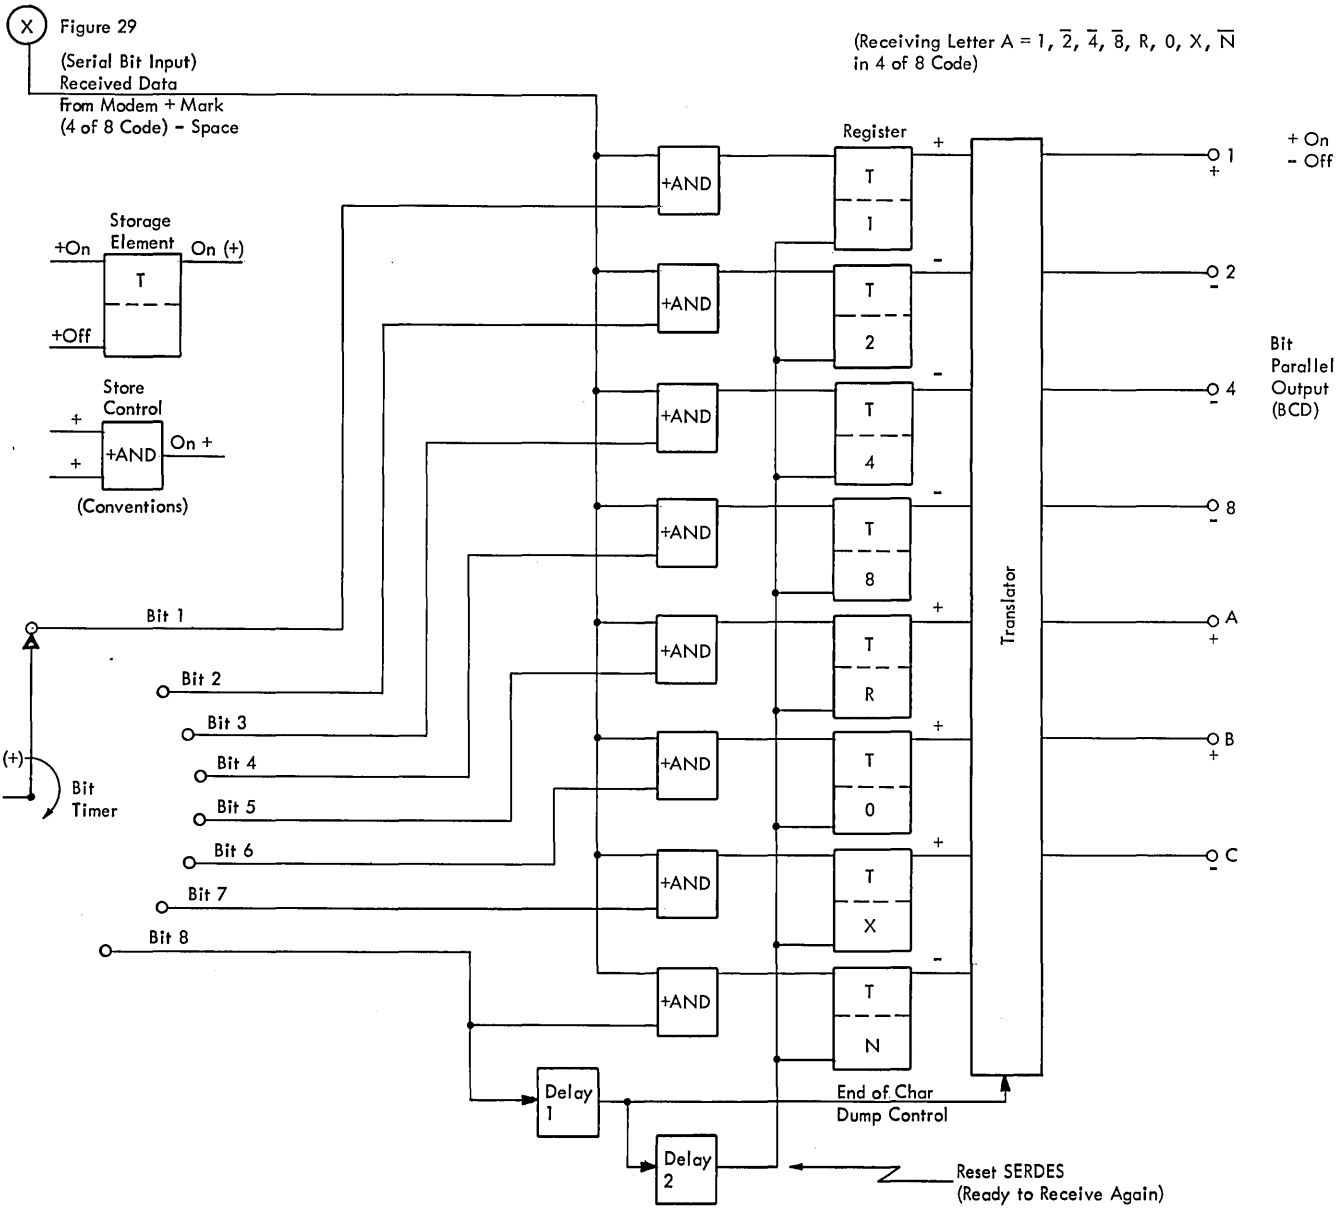 X Figure 29
(Serial Bit Input)
Received Data
From Modem + Mark
(4 of 8 Code) - Space
(Receiving Letter A = 1, 2̅, 4̅, 8̅, R, 0, X, N̅
in 4 of 8 Code)
Storage
Element
+On On (+)
T
+Off
Store
Control
+
+AND On +
+
(Conventions)
Bit 1
Bit 2
Bit 3
Bit 4
Bit 5
Bit 6
Bit 7
Bit 8
(+)
Bit
Timer
+AND
+AND
+AND
+AND
+AND
+AND
+AND
+AND
Register
T
1
T
2
T
4
T
8
T
R
T
0
T
X
T
N
+
-
-
-
+
+
+
-
Translator
1
+
2
-
4
-
8
-
A
+
B
+
C
-
+ On
- Off
Bit
Parallel
Output
(BCD)
Delay
1
Delay
2
End of Char
Dump Control
Reset SERDES
(Ready to Receive Again)